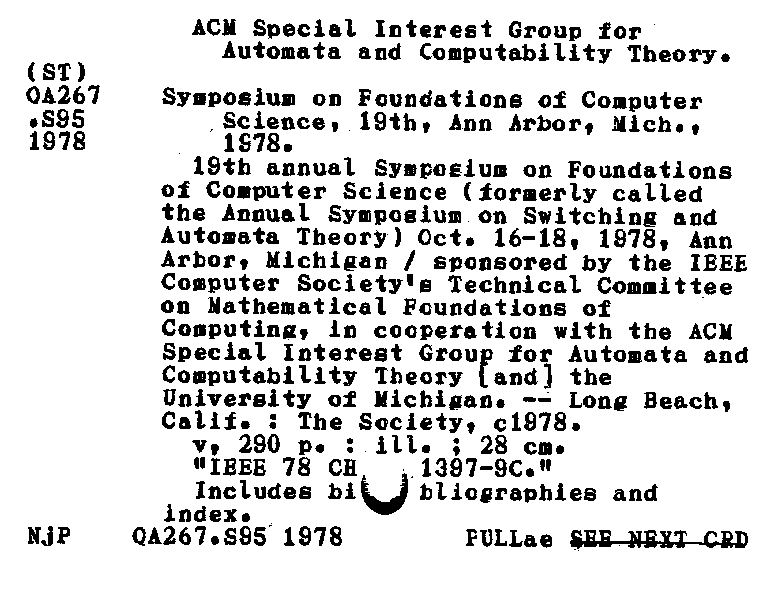 ACM Special Interest Group for
Automata and Computability Theory.
(ST)
QA267 Symposium on Foundations of Computer
.S95 Science, 19th, Ann Arbor, Mich.,
1978 1978.
19th annual Symposium on Foundations
of Computer Science (formerly called
the Annual Symposium on Switching and
Automata Theory) Oct. 16-18, 1978, Ann
Arbor, Michigan / sponsored by the IEEE
Computer Society's Technical Committee
on Mathematical Foundations of
Computing, in cooperation with the ACM
Special Interest Group for Automata and
Computability Theory [and] the
University of Michigan. -- Long Beach,
Calif. : The Society, c1978.
v, 290 p. : ill. ; 28 cm.
"IEEE 78 CH 1397-9C."
Includes bi bliographies and
index.
NjP QA267.S95 1978 PULLae SEE NEXT CRD